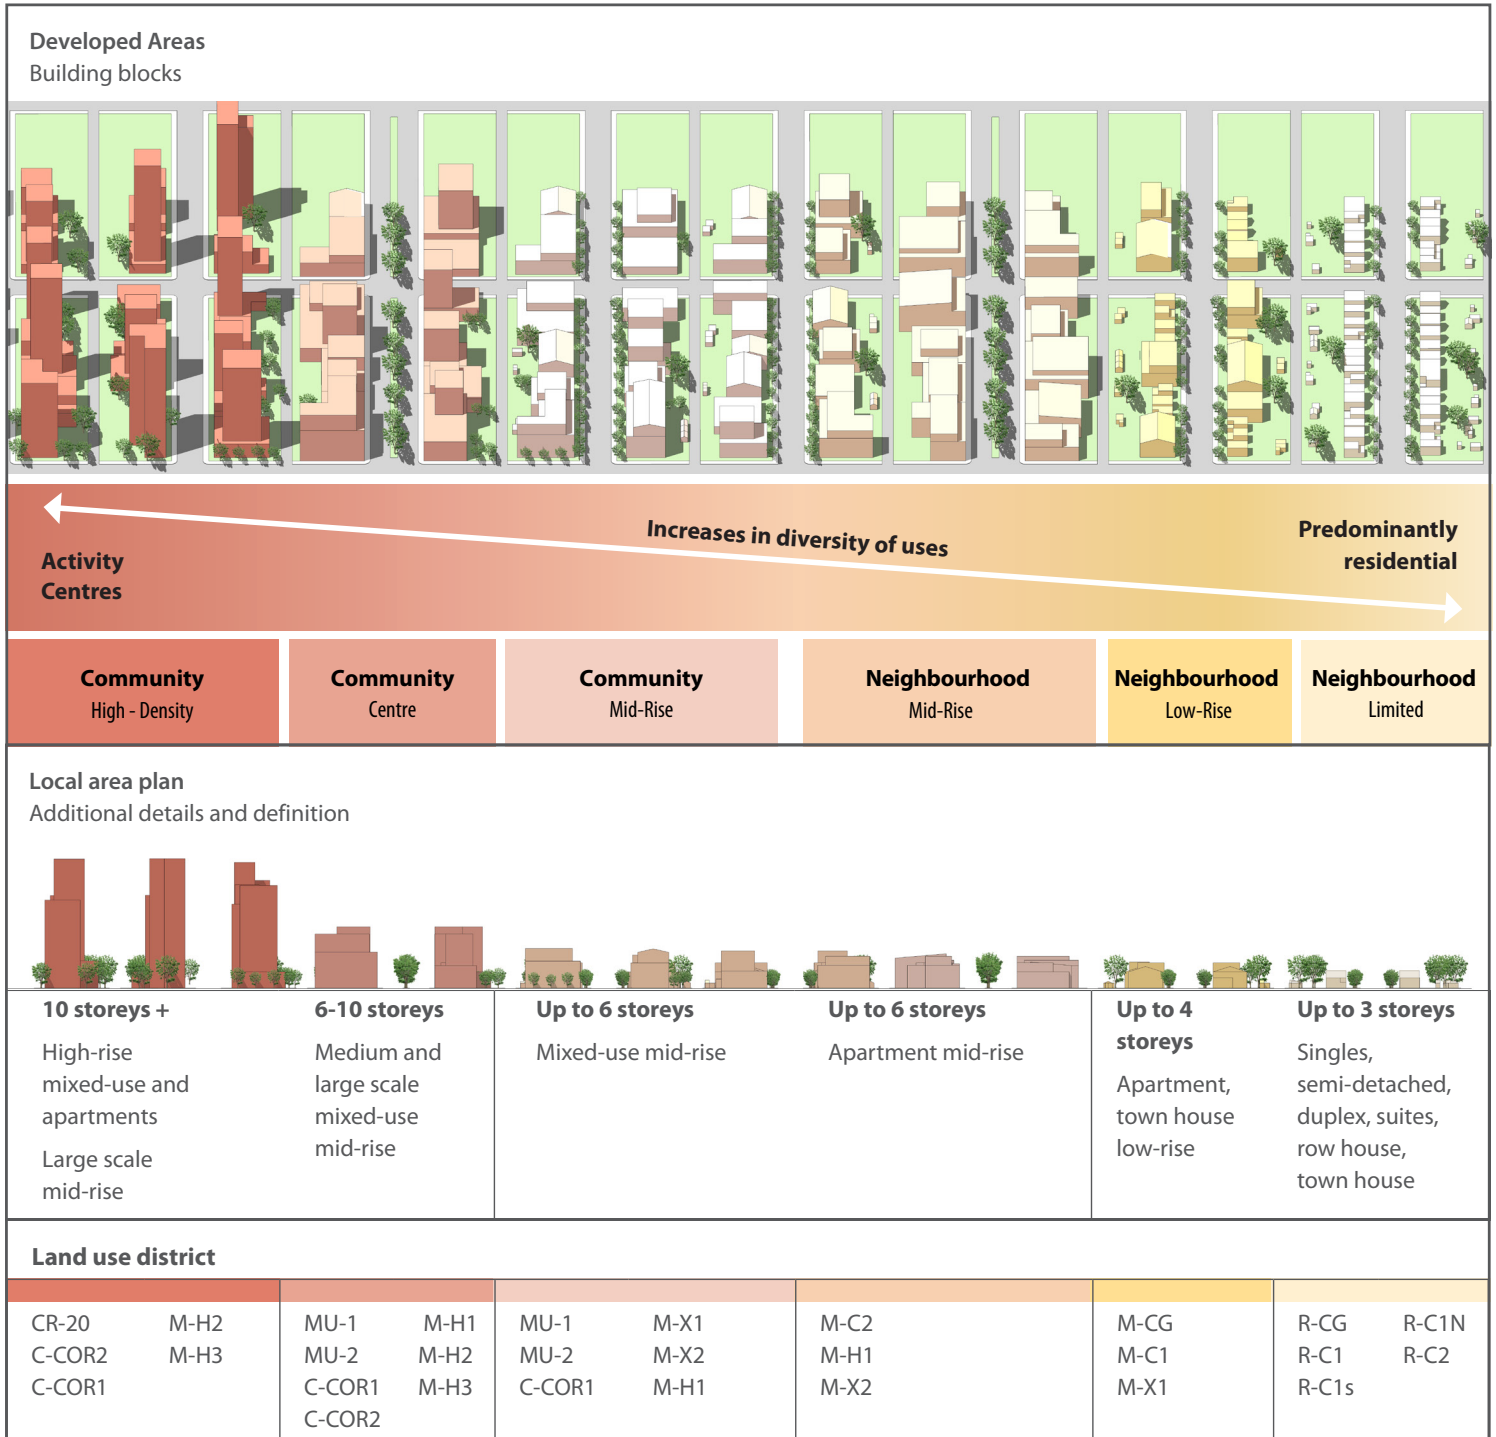 Developed Areas
Building blocks
Increases in diversity of uses
Activity
Centres
Predominantly
residential
Community
High - Density
Community
Centre
Community
Mid-Rise
Neighbourhood
Mid-Rise
Neighbourhood
Low-Rise
Neighbourhood
Limited
Local area plan
Additional details and definition
10 storeys +
High-rise
mixed-use and
apartments
Large scale
mid-rise
6-10 storeys
Medium and
large scale
mixed-use
mid-rise
Up to 6 storeys
Mixed-use mid-rise
Up to 6 storeys
Apartment mid-rise
Up to 4
storeys
Apartment,
town house
low-rise
Up to 3 storeys
Singles,
semi-detached,
duplex, suites,
row house,
town house
Land use district
CR-20 M-H2
C-COR2 M-H3
C-COR1
MU-1 M-H1
MU-2 M-H2
C-COR1 M-H3
C-COR2
MU-1 M-X1
MU-2 M-X2
C-COR1 M-H1
M-C2
M-H1
M-X2
M-CG
M-C1
M-X1
R-CG R-C1N
R-C1 R-C2
R-C1s